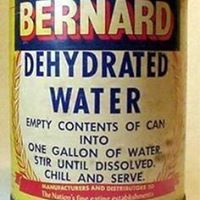 BERNARD
DEHYDRATED
WATER
EMPTY CONTENTS OF CAN
INTO
ONE GALLON OF WATER.
STIR UNTIL DISSOLVED.
CHILL AND SERVE.
MANUFACTURERS AND DISTRIBUTORS TO
The Nation's fine eating establishments